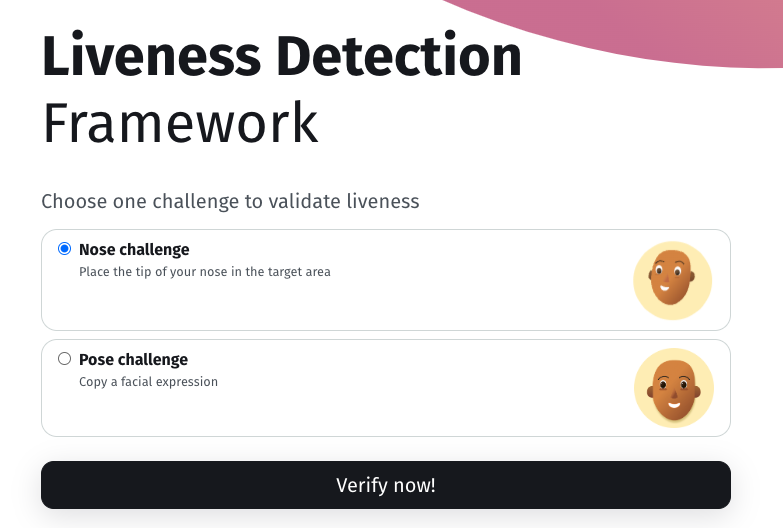 Liveness Detection
Framework
Choose one challenge to validate liveness
Nose challenge
Place the tip of your nose in the target area
Pose challenge
Copy a facial expression
Verify now!